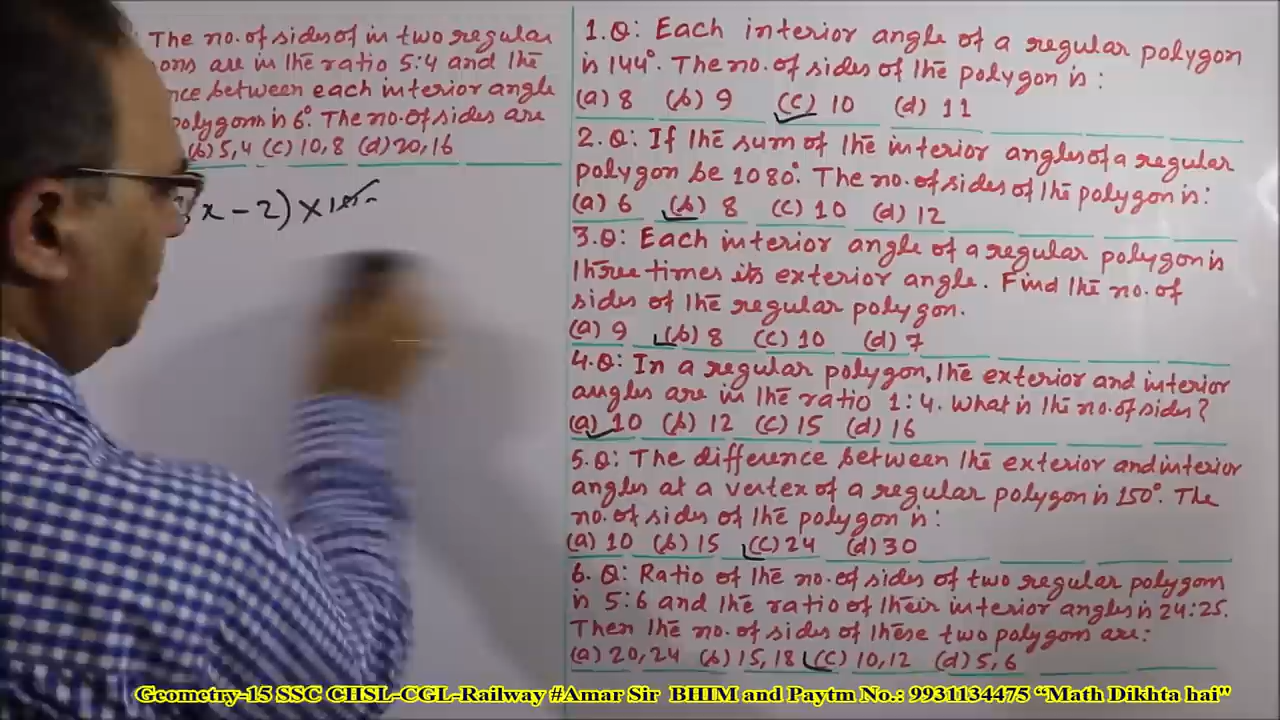 The no. of sides of in two regular
ons are in the ratio 5:4 and the
nce between each interior angle
polygons is 6°. The no. of sides are
(b) 5,4 (c) 10,8 (d) 20,16
x - 2) × 180
1.Q: Each interior angle of a regular polygon
is 144°. The no. of sides of the polygon is:
(a) 8 (b) 9 (c) 10 (d) 11
2.Q: If the sum of the interior angles of a regular
polygon be 1080°. The no. of sides of the polygon is:
(a) 6 (b) 8 (c) 10 (d) 12
3.Q: Each interior angle of a regular polygon is
three times its exterior angle. Find the no. of
sides of the regular polygon.
(a) 9 (b) 8 (c) 10 (d) 7
4.Q: In a regular polygon, the exterior and interior
angles are in the ratio 1:4. What is the no. of sides?
(a) 10 (b) 12 (c) 15 (d) 16
5.Q: The difference between the exterior and interior
angles at a vertex of a regular polygon is 150°. The
no. of sides of the polygon is:
(a) 10 (b) 15 (c) 24 (d) 30
6.Q: Ratio of the no. of sides of two regular polygons
is 5:6 and the ratio of their interior angles is 24:25.
Then the no. of sides of these two polygons are:
(a) 20,24 (b) 15,18 (c) 10,12 (d) 5,6
Geometry-15 SSC CHSL-CGL-Railway #Amar Sir BHIM and Paytm No.: 9931134475 “Math Dikhta hai"